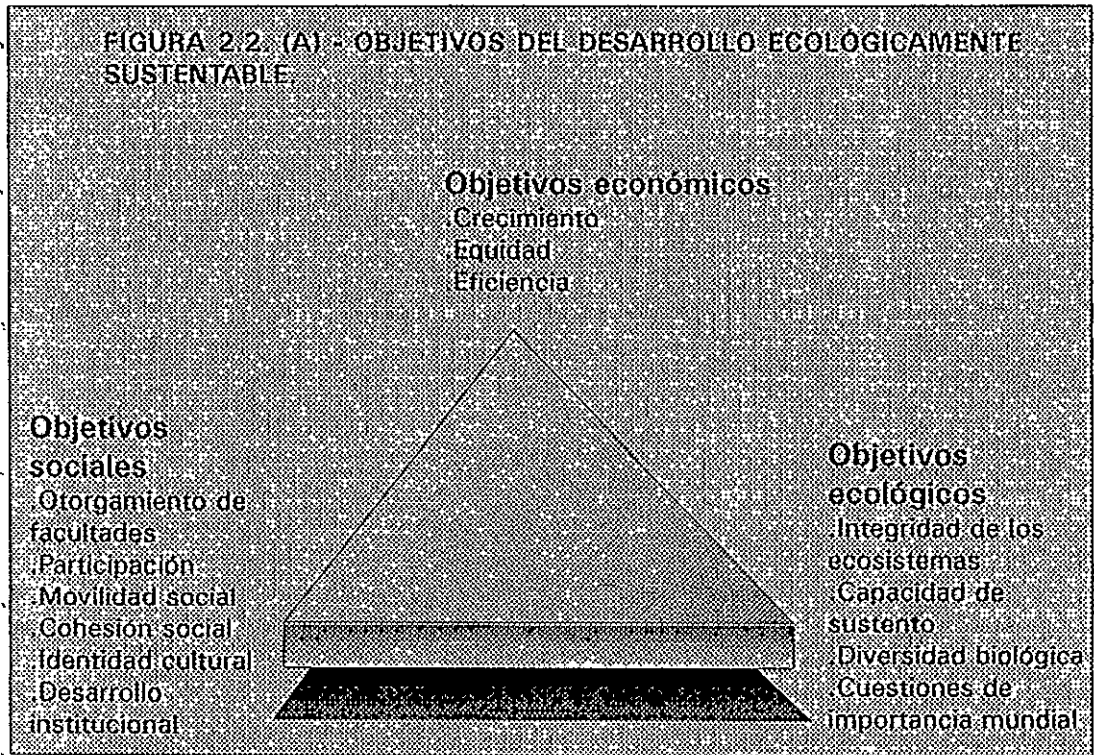 FIGURA 2.2. (A) - OBJETIVOS DEL DESARROLLO ECOLÓGICAMENTE
SUSTENTABLE.
Objetivos económicos
.Crecimiento
.Equidad
.Eficiencia
Objetivos
sociales
.Otorgamiento de
facultades
.Participación
.Movilidad social
.Cohesión social
.Identidad cultural
.Desarrollo
institucional
Objetivos
ecológicos
.Integridad de los
ecosistemas
.Capacidad de
sustento
.Diversidad biológica
.Cuestiones de
importancia mundial